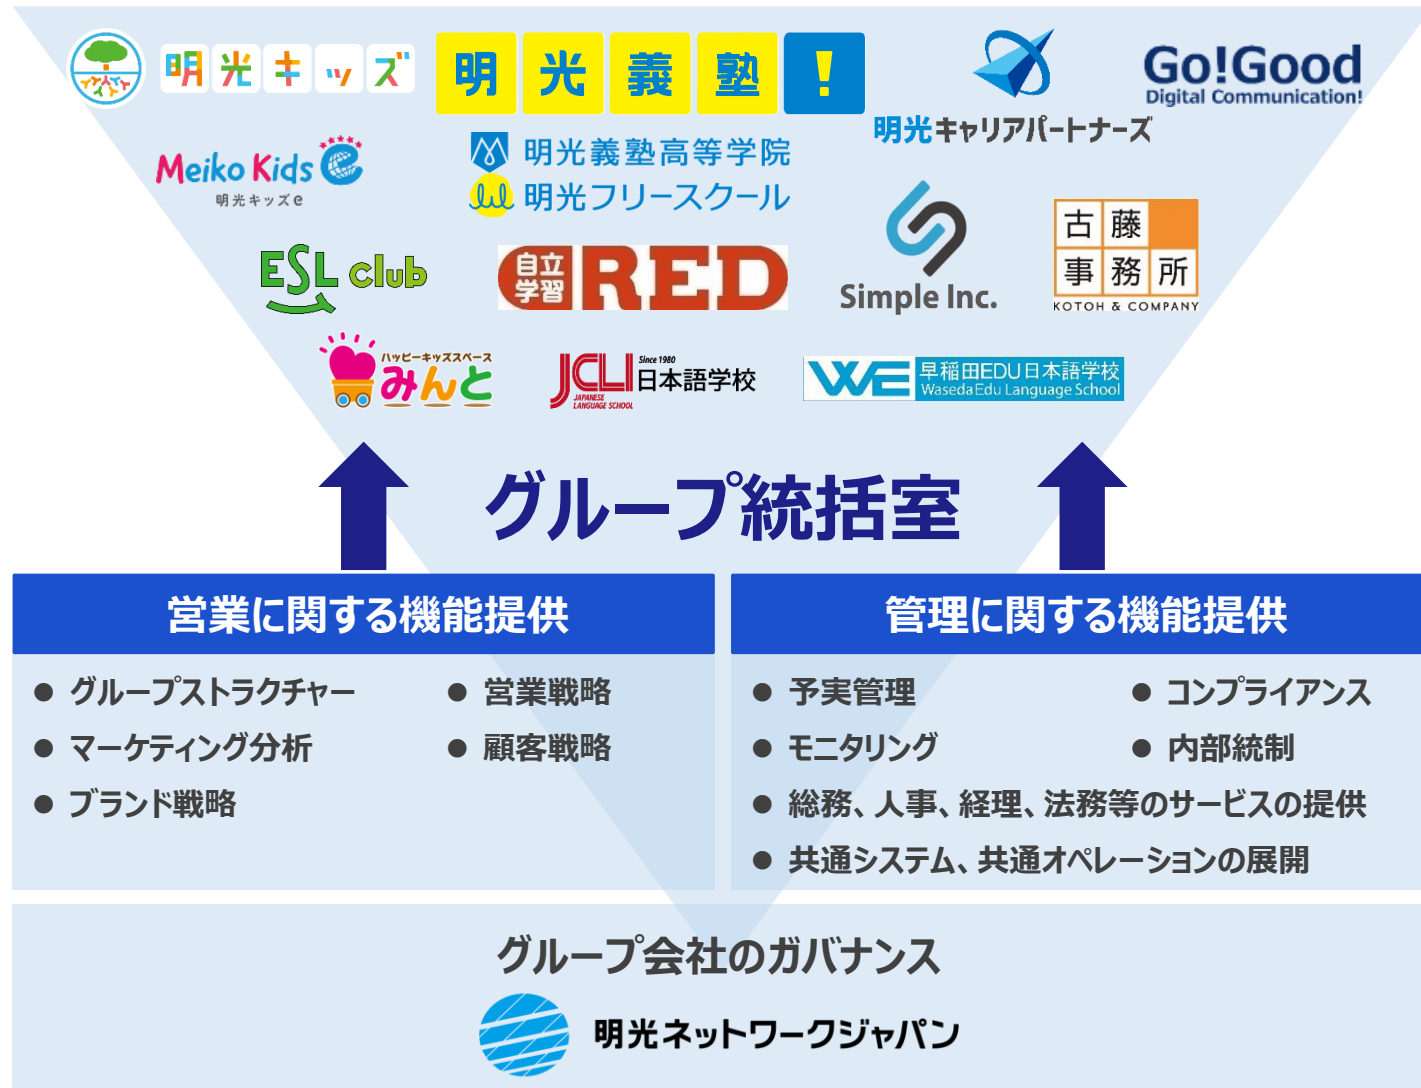 明光キッズ
明光義塾!
明光キャリアパートナーズ
Go!Good
Digital Communication!
Meiko Kids e
明光キッズe
明光義塾高等学院
明光フリースクール
ESL club
自立
学習
RED
Simple Inc.
古藤
事務所
KOTOH & COMPANY
ハッピーキッズスペース
みんと
JCLI
JAPANESE
LANGUAGE SCHOOL
Since 1980
日本語学校
WE
早稲田EDU日本語学校
WasedaEdu Language School
グループ統括室
営業に関する機能提供
● グループストラクチャー
● 営業戦略
● マーケティング分析
● 顧客戦略
● ブランド戦略
管理に関する機能提供
● 予実管理
● コンプライアンス
● モニタリング
● 内部統制
● 総務、人事、経理、法務等のサービスの提供
● 共通システム、共通オペレーションの展開
グループ会社のガバナンス
明光ネットワークジャパン